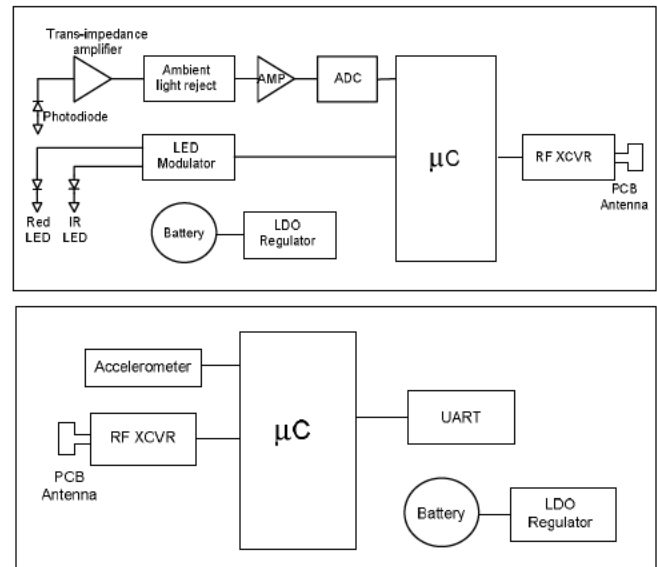 Trans-impedance
amplifier
Ambient
light reject
AMP
ADC
Photodiode
LED
Modulator
μC
RF XCVR
PCB
Antenna
Red
LED
IR
LED
Battery
LDO
Regulator
Accelerometer
RF XCVR
PCB
Antenna
μC
UART
Battery
LDO
Regulator